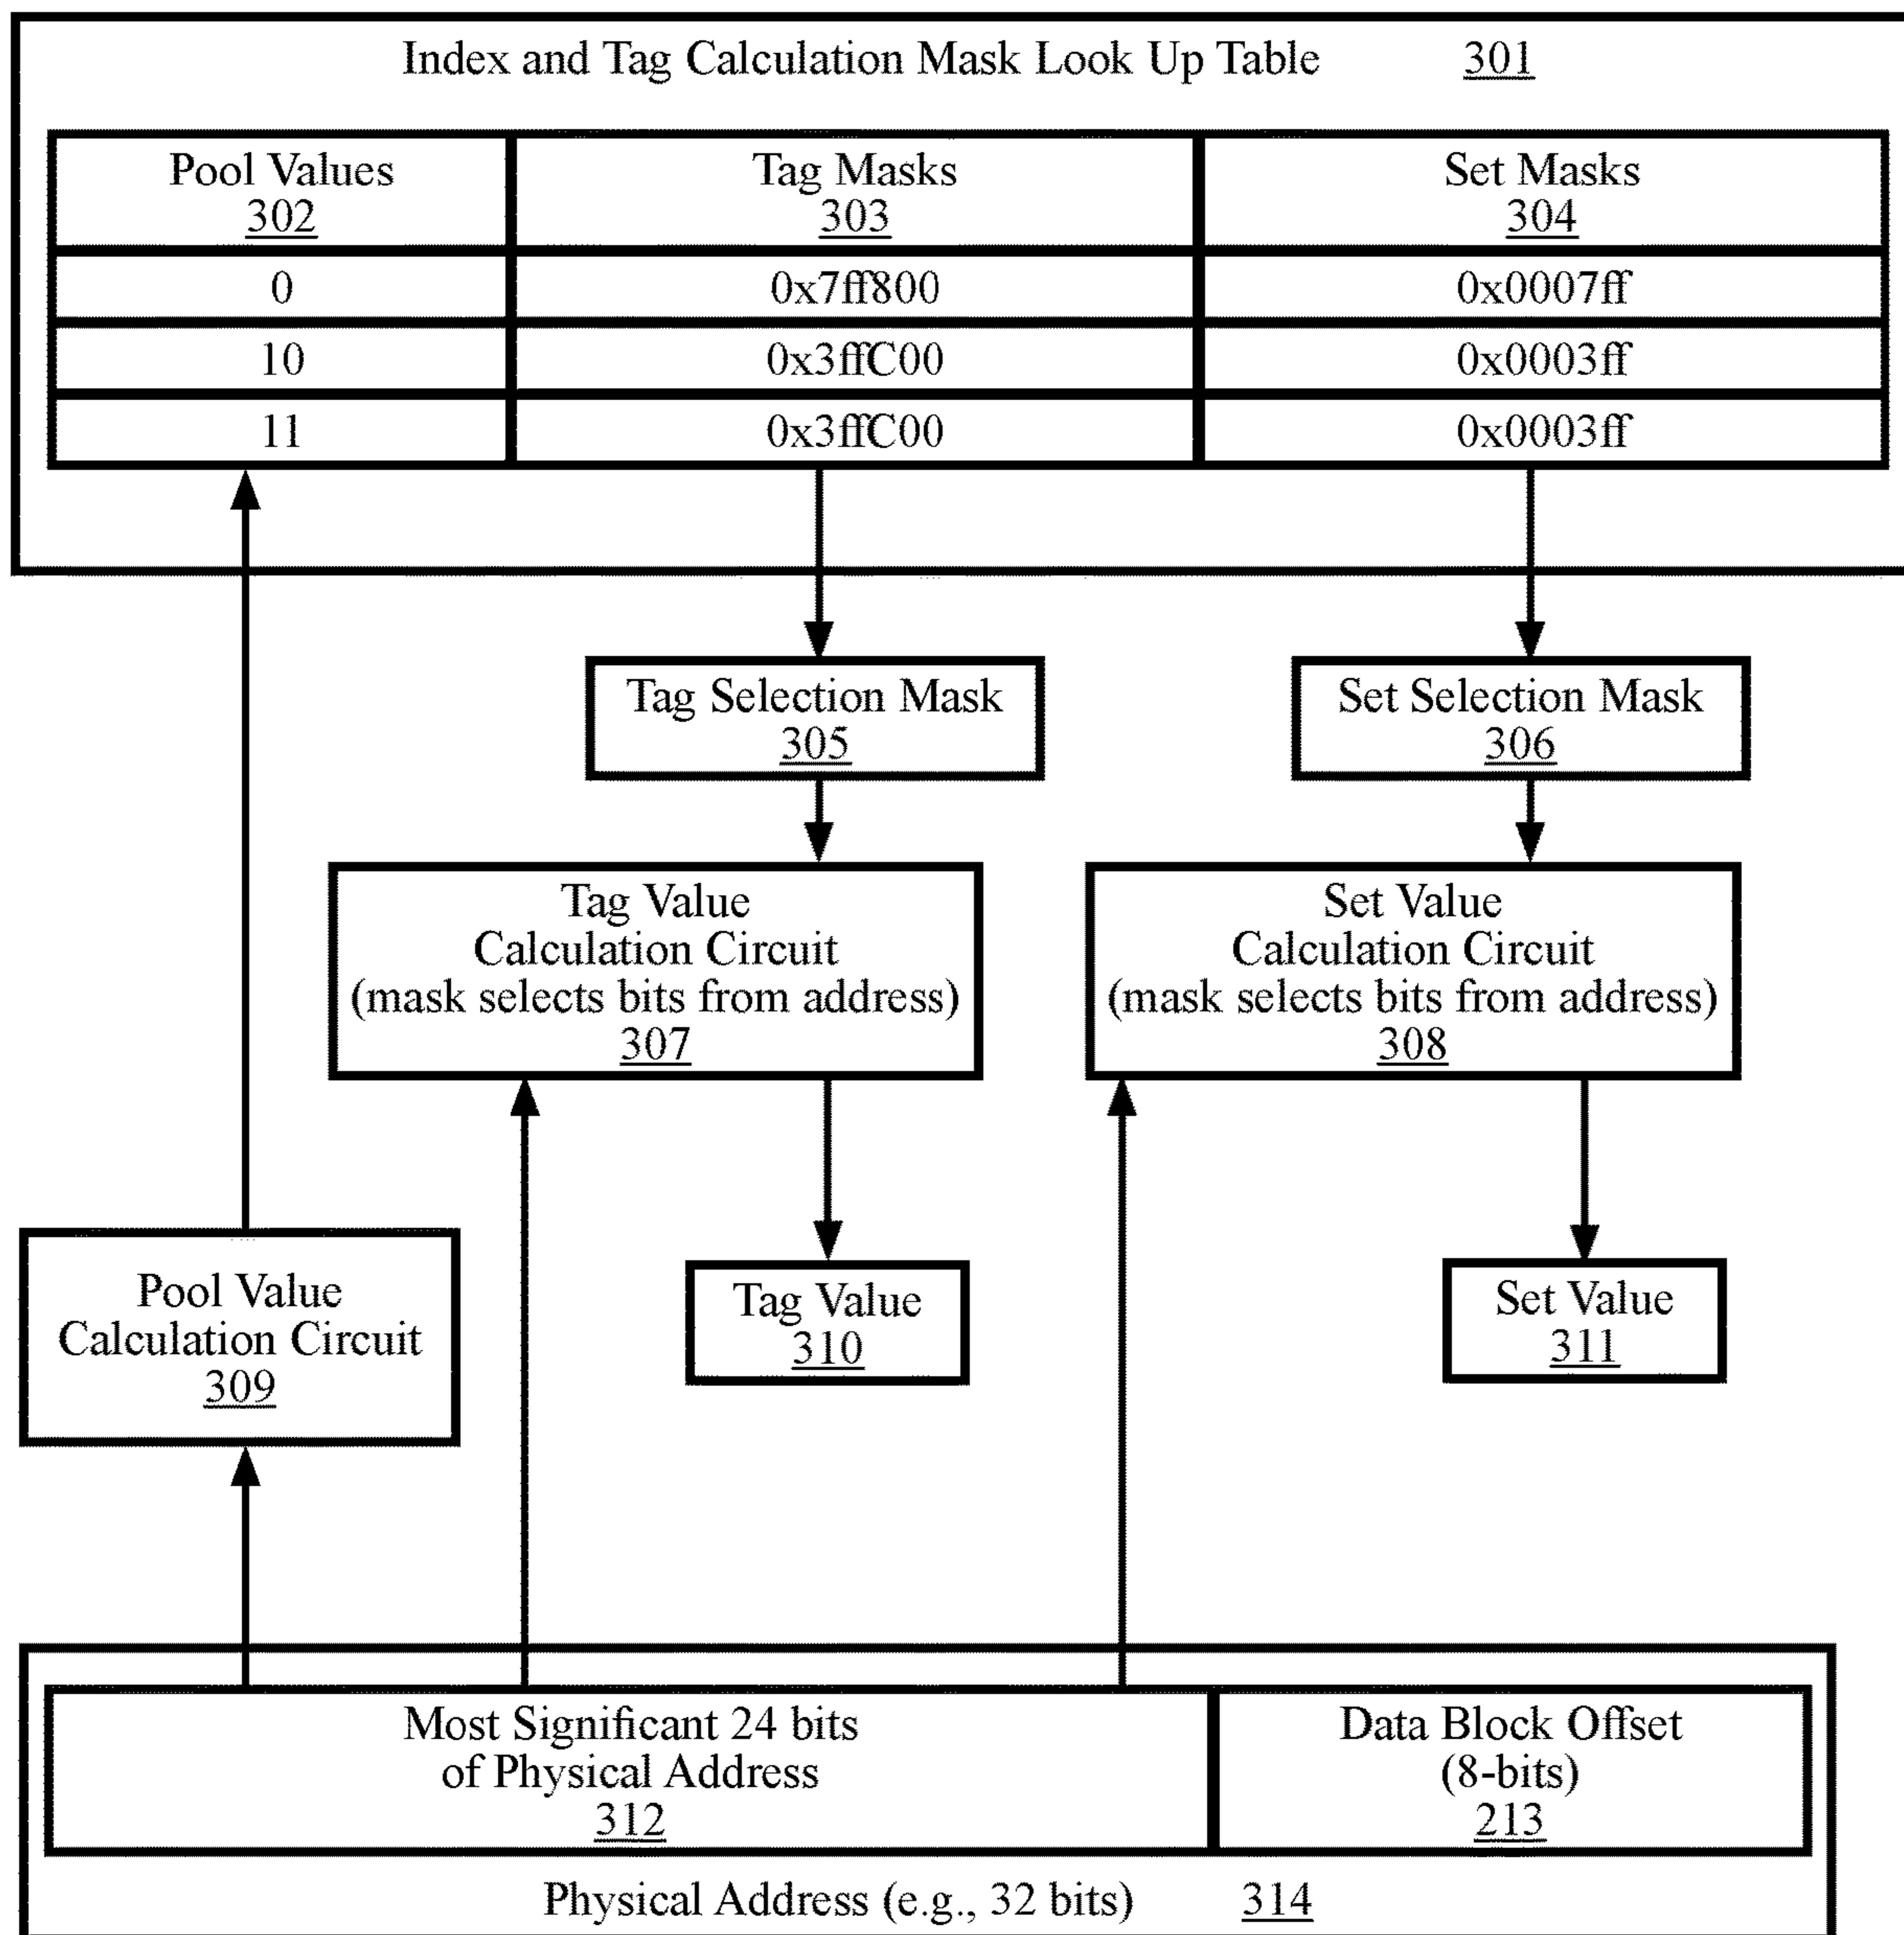 Index and Tag Calculation Mask Look Up Table 301
Pool Values
302
Tag Masks
303
Set Masks
304
0 0x7ff800 0x0007ff
10 0x3ffC00 0x0003ff
11 0x3ffC00 0x0003ff
Tag Selection Mask
305
Set Selection Mask
306
Tag Value
Calculation Circuit
(mask selects bits from address)
307
Set Value
Calculation Circuit
(mask selects bits from address)
308
Pool Value
Calculation Circuit
309
Tag Value
310
Set Value
311
Most Significant 24 bits
of Physical Address
312
Data Block Offset
(8-bits)
213
Physical Address (e.g., 32 bits) 314